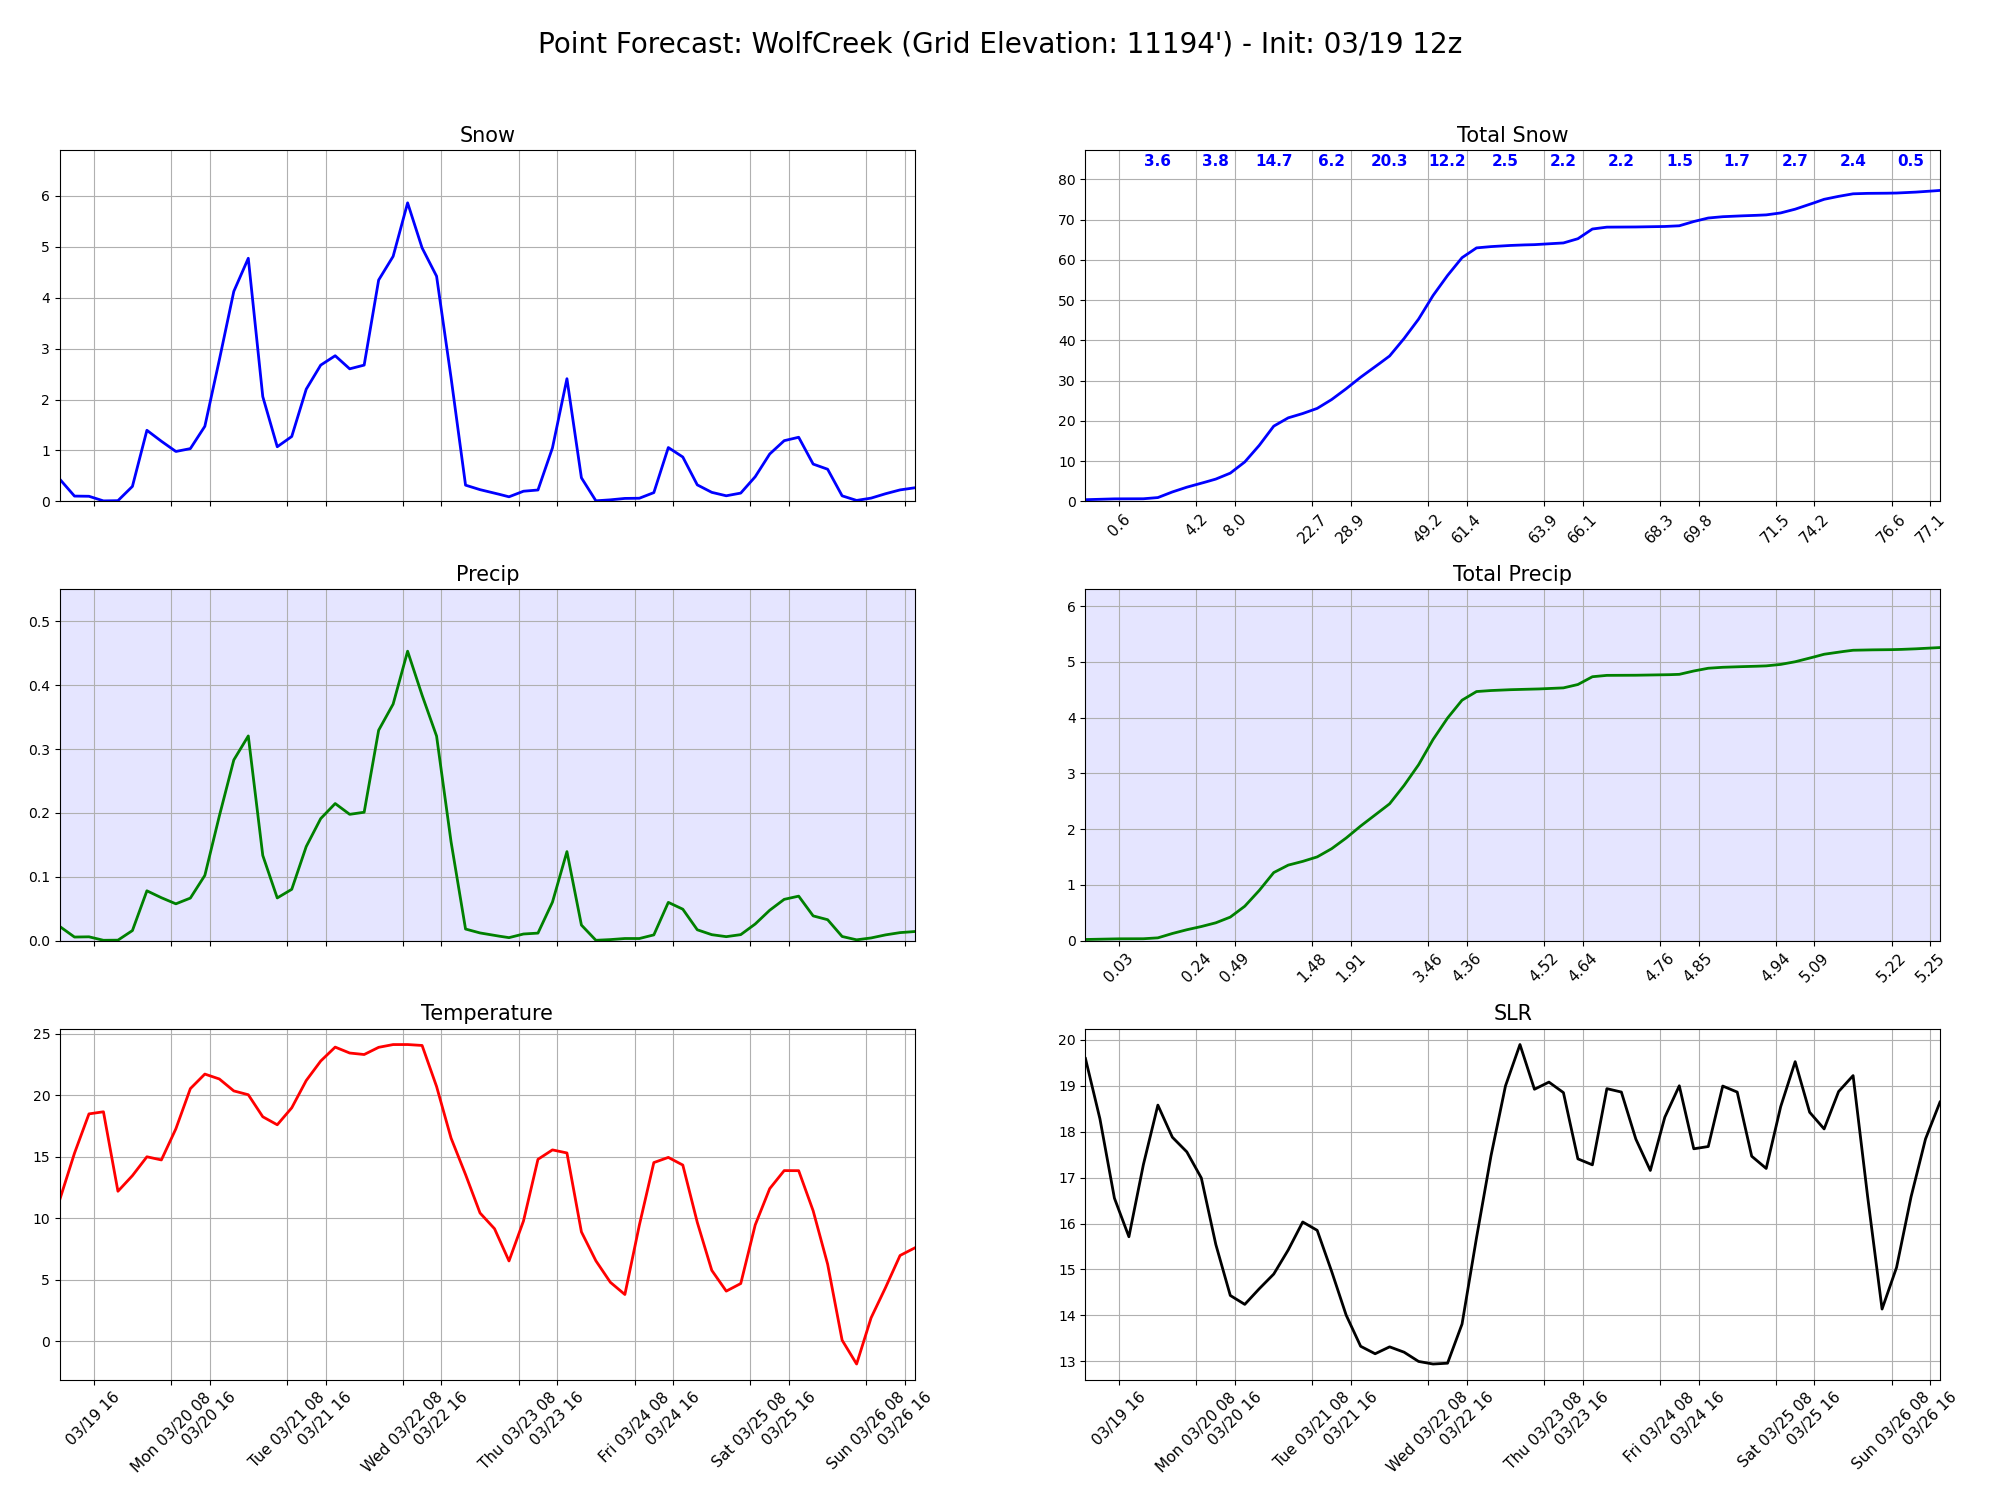 Point Forecast: WolfCreek (Grid Elevation: 11194') - Init: 03/19 12z
Snow
6
5
4
3
2
1
0
Total Snow
3.6 3.8 14.7 6.2 20.3 12.2 2.5 2.2 2.2 1.5 1.7 2.7 2.4 0.5
80
70
60
50
40
30
20
10
0
0.6 4.2 8.0 22.7 28.9 49.2 61.4 63.9 66.1 68.3 69.8 71.5 74.2 76.6 77.1
Precip
0.5
0.4
0.3
0.2
0.1
0.0
Total Precip
6
5
4
3
2
1
0
0.03 0.24 0.49 1.48 1.91 3.46 4.36 4.52 4.64 4.76 4.85 4.94 5.09 5.22 5.25
Temperature
25
20
15
10
5
0
03/19 16
Mon 03/20 08
03/20 16
Tue 03/21 08
03/21 16
Wed 03/22 08
03/22 16
Thu 03/23 08
03/23 16
Fri 03/24 08
03/24 16
Sat 03/25 08
03/25 16
Sun 03/26 08
03/26 16
SLR
20
19
18
17
16
15
14
13
03/19 16
Mon 03/20 08
03/20 16
Tue 03/21 08
03/21 16
Wed 03/22 08
03/22 16
Thu 03/23 08
03/23 16
Fri 03/24 08
03/24 16
Sat 03/25 08
03/25 16
Sun 03/26 08
03/26 16